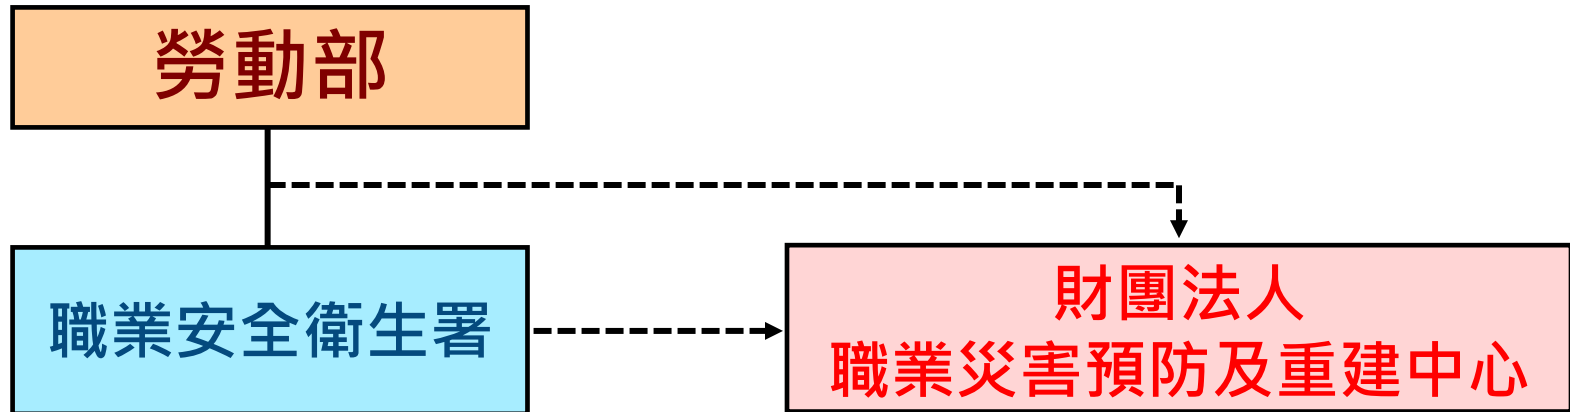 勞動部
職業安全衛生署
財團法人
職業災害預防及重建中心